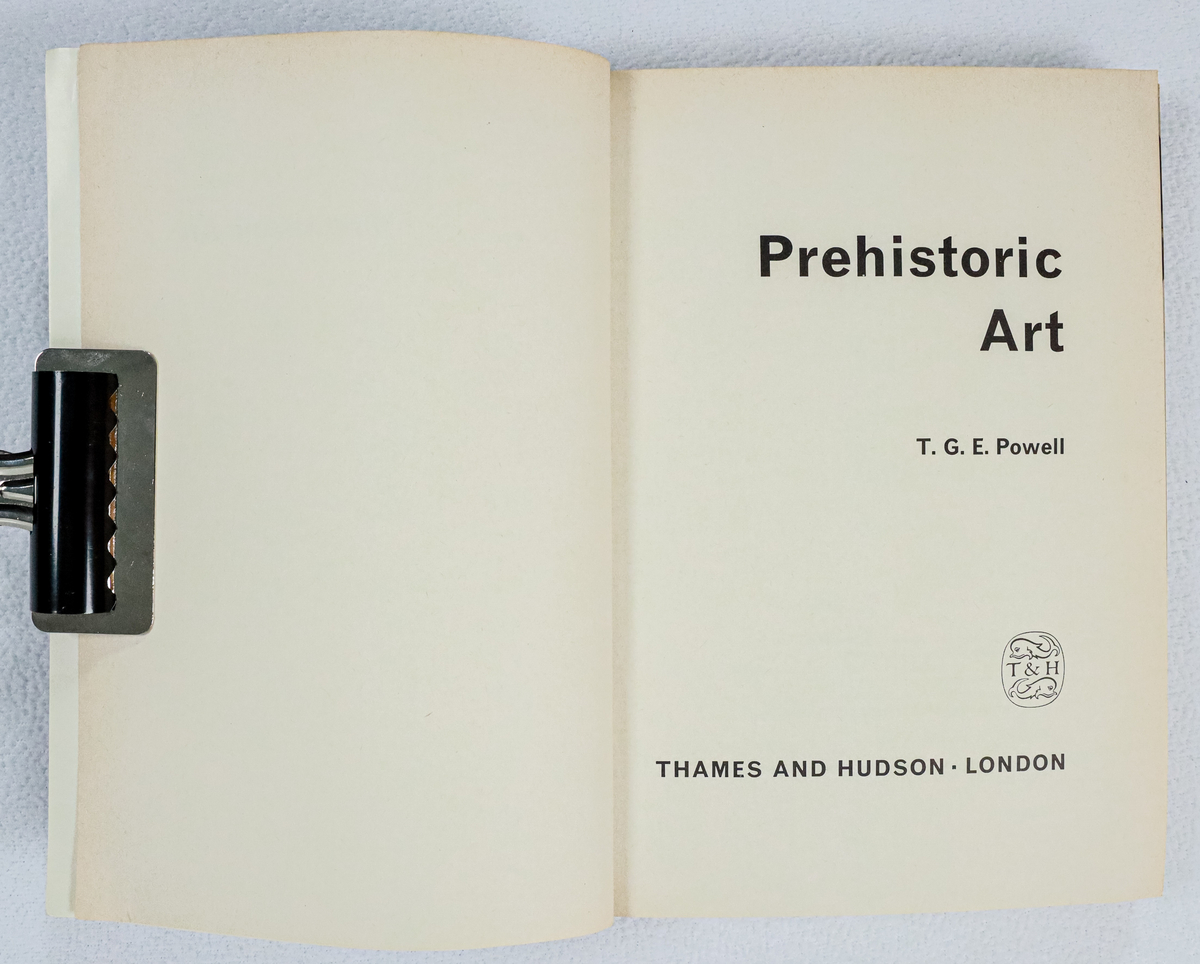 Prehistoric
Art
T. G. E. Powell
T & H
THAMES AND HUDSON · LONDON